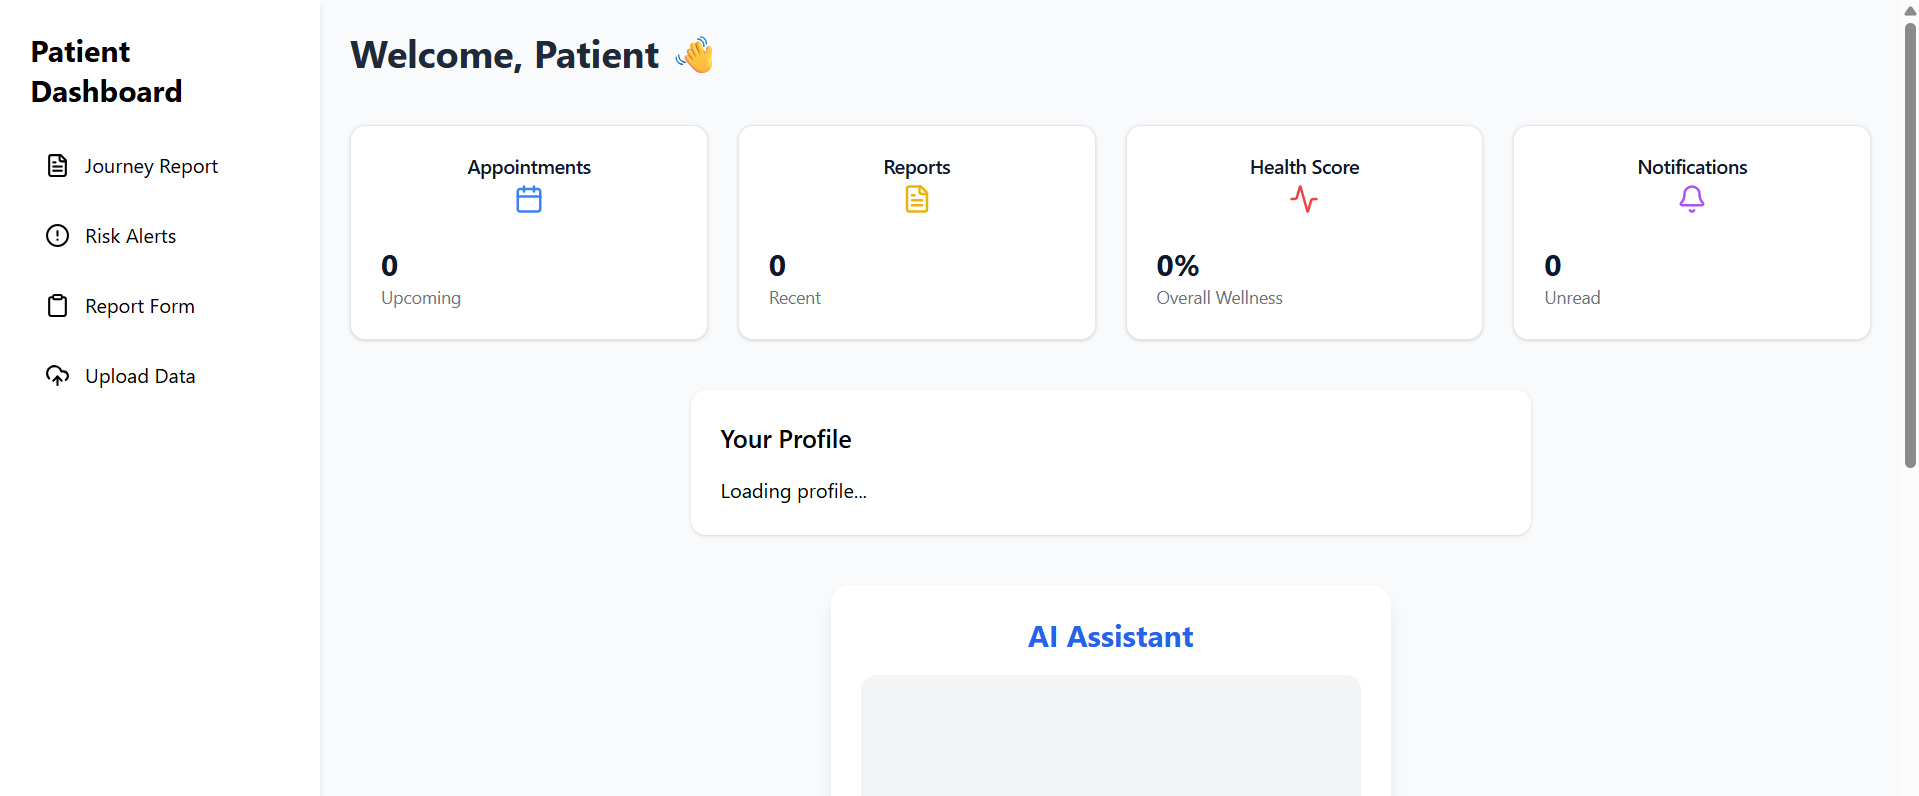 Patient
Dashboard
Journey Report
Risk Alerts
Report Form
Upload Data
Welcome, Patient 👋
Appointments
0
Upcoming
Reports
0
Recent
Health Score
0%
Overall Wellness
Notifications
0
Unread
Your Profile
Loading profile...
AI Assistant